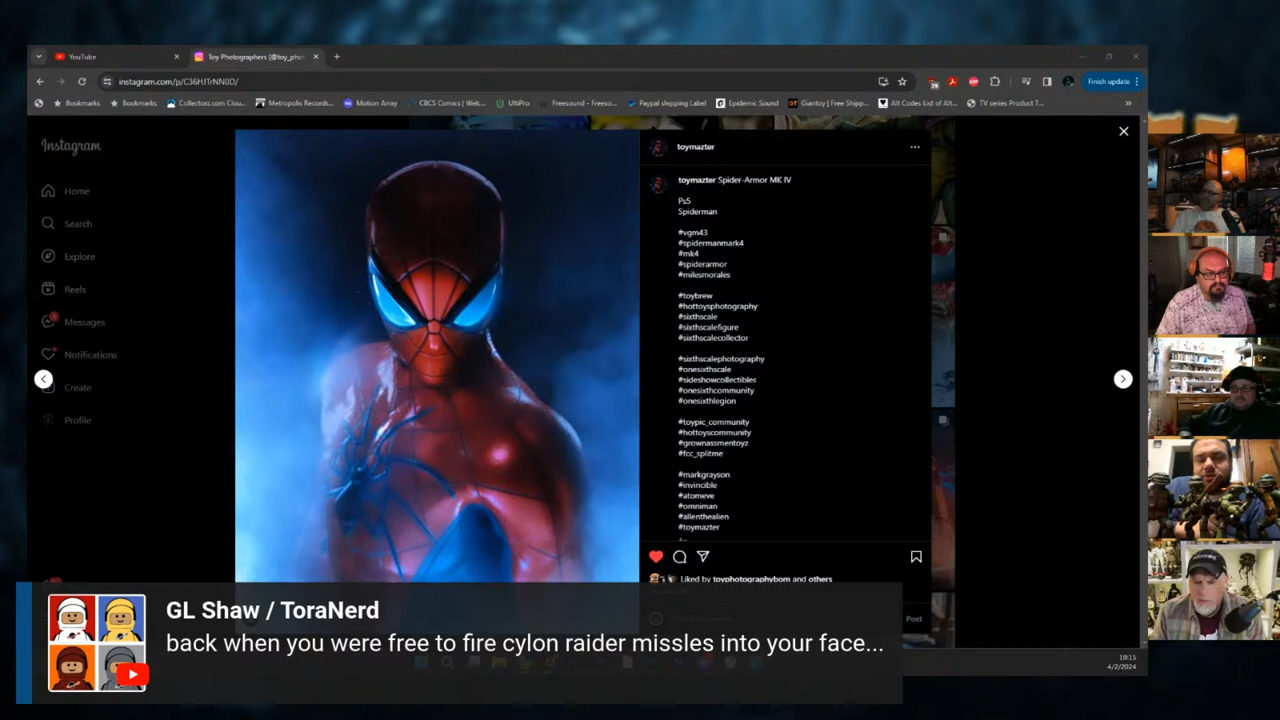 YouTube
Toy Photographers (@toy_phot
instagram.com/p/C36HJTrNN0D/
Finish update
Bookmarks
Bookmarks
Collectorz.com Clou...
Metropolis Records...
Motion Array
CBCS Comics | Welc...
UltiPro
Freesound - Freeso...
Paypal shipping Label
Epidemic Sound
Giantoy | Free Shipp...
Alt Codes List of Alt...
TV series Product T...
Instagram
Home
Search
Explore
Reels
Messages
Notifications
Create
Profile
toymazter
toymazter Spider-Armor MK IV
Ps5
Spiderman
#vgm43
#spidermanmark4
#mk4
#spiderarmor
#milesmorales
#toybrew
#hottoysphotography
#sixthscale
#sixthscalefigure
#sixthscalecollector
#sixthscalephotography
#onesixthscale
#sideshowcollectibles
#onesixthcommunity
#onesixthlegion
#toypic_community
#hottoyscommunity
#grownassmentoyz
#fcc_splitme
#markgrayson
#invincible
#atomeve
#omniman
#allenthealien
#toymazter
Liked by toyphotographybom and others
Post
GL Shaw / ToraNerd
back when you were free to fire cylon raider missles into your face...
19:15
4/2/2024